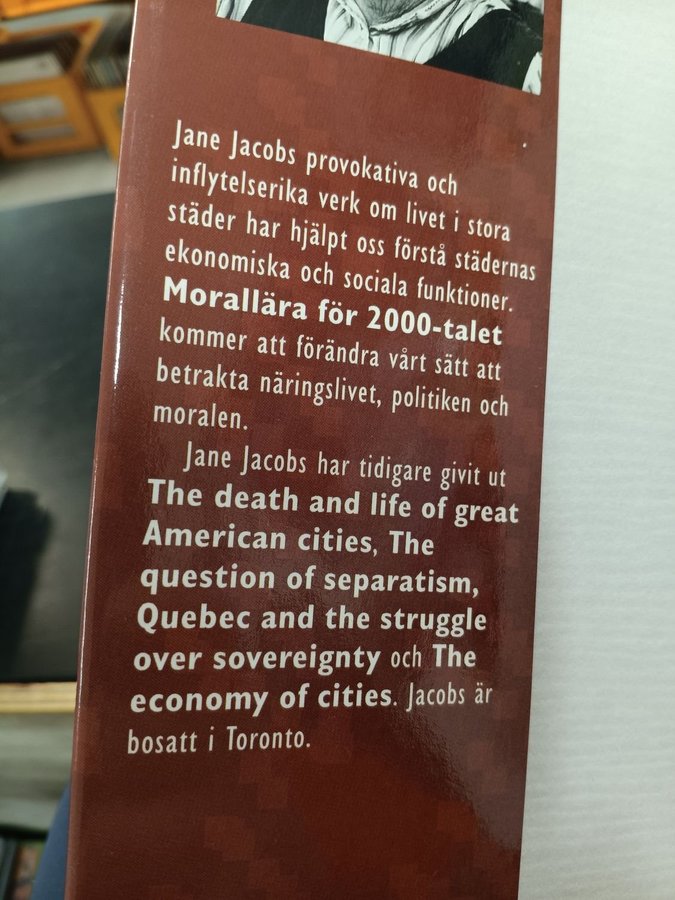 Jane Jacobs provokativa och
inflytelserika verk om livet i stora
städer har hjälpt oss förstå städernas
ekonomiska och sociala funktioner.
Morallära för 2000-talet
kommer att förändra vårt sätt att
betrakta näringslivet, politiken och
moralen.
Jane Jacobs har tidigare givit ut
The death and life of great
American cities, The
question of separatism,
Quebec and the struggle
over sovereignty och The
economy of cities. Jacobs är
bosatt i Toronto.